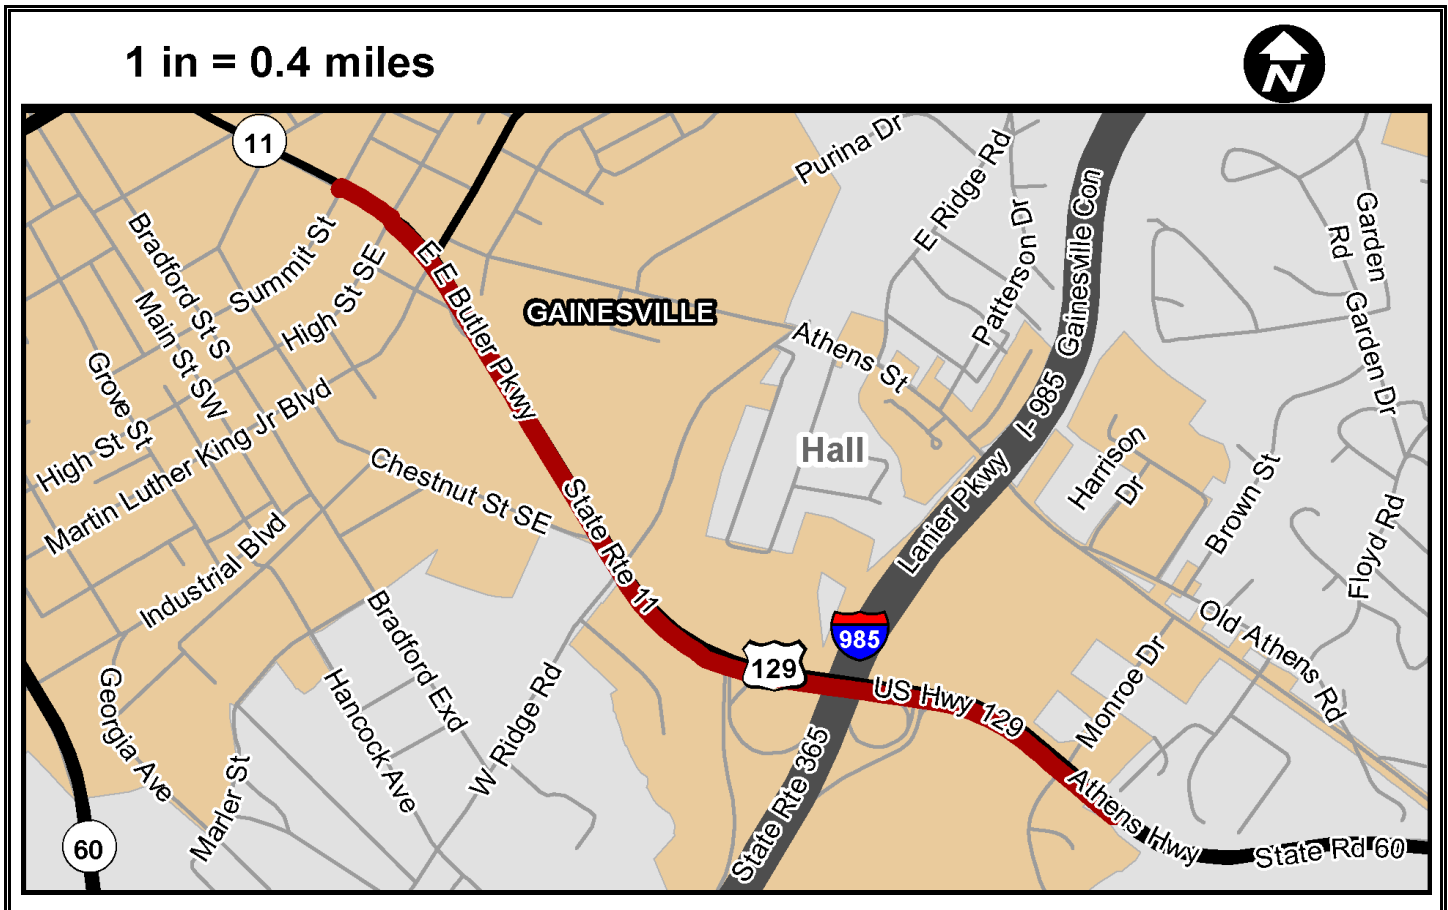 1 in = 0.4 miles
N
11
Purina Dr
E Ridge Rd
Patterson Dr
Gainesville Con
Garden
Rd
Bradford St S
Summit St
High St SE
E E Butler Pkwy
GAINESVILLE
Main St SW
Athens St
Garden Dr
Grove St
I- 985
High St
Martin Luther King Jr Blvd
Hall
Harrison
Dr
Chestnut St SE
State Rte 11
Lanier Pkwy
Brown St
Floyd Rd
Industrial Blvd
985
Old Athens Rd
Bradford Exd
129
US Hwy 129
Monroe Dr
Georgia Ave
Hancock Ave
W Ridge Rd
State Rte 365
Marler St
Athens Hwy
60
State Rd 60